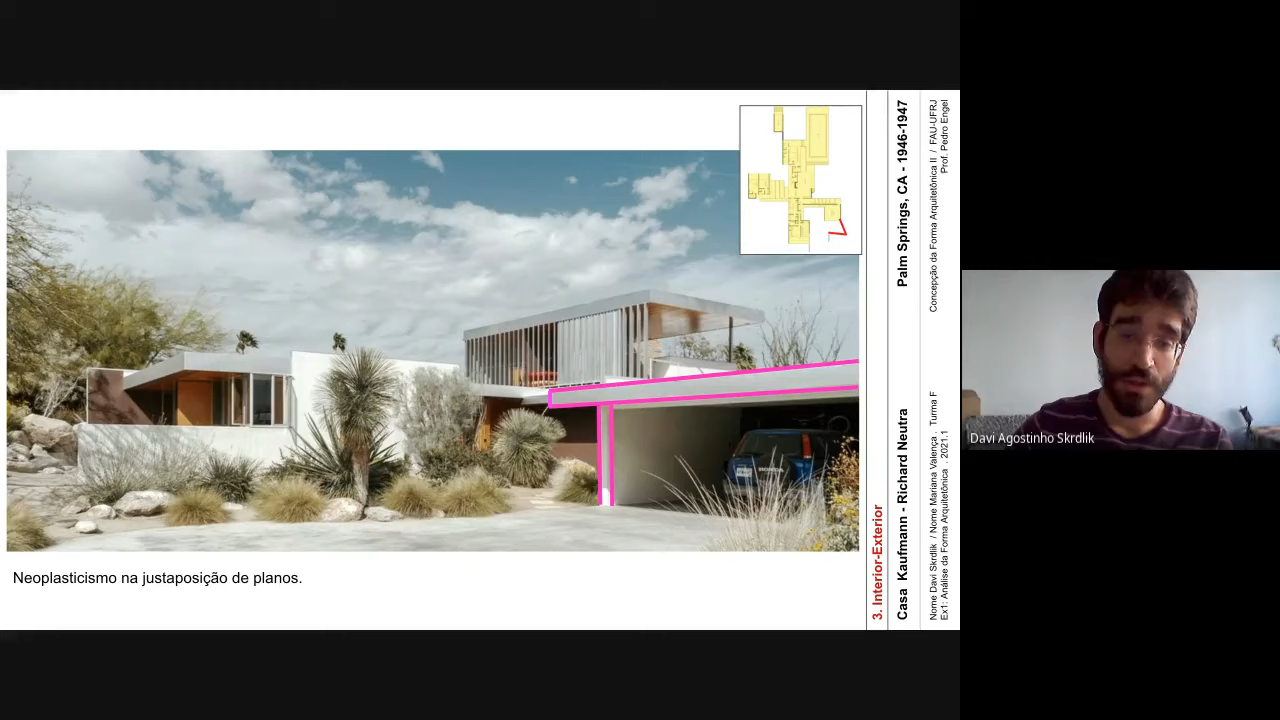 Neoplasticismo na justaposição de planos.
3. Interior-Exterior
Casa Kaufmann - Richard Neutra
Palm Springs, CA - 1946-1947
Nome Davi Skrdlik / Nome Mariana Valença . Turma F
Ex1: Análise da Forma Arquitetônica . 2021.1
Concepção da Forma Arquitetônica II / FAU-UFRJ
Prof. Pedro Engel
HONDA
Davi Agostinho Skrdlik